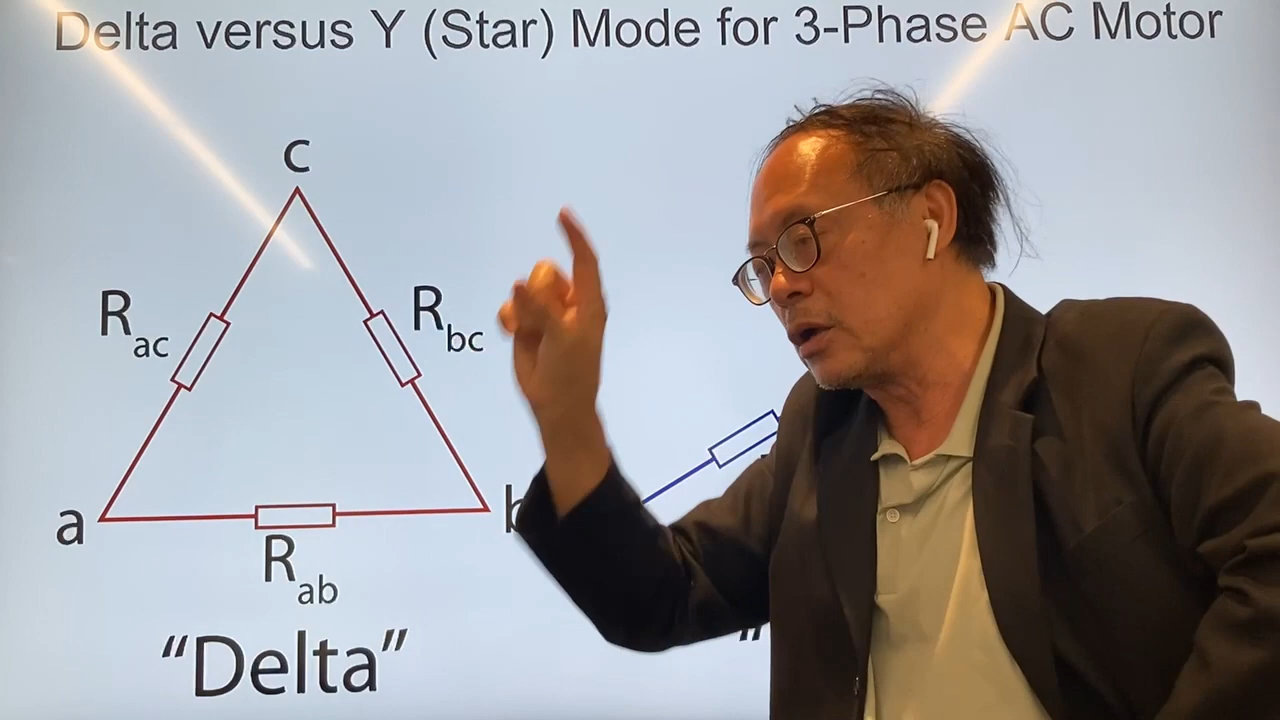 Delta versus Y (Star) Mode for 3-Phase AC Motor
c
R
ac
R
bc
a
b
R
ab
“Delta”
“